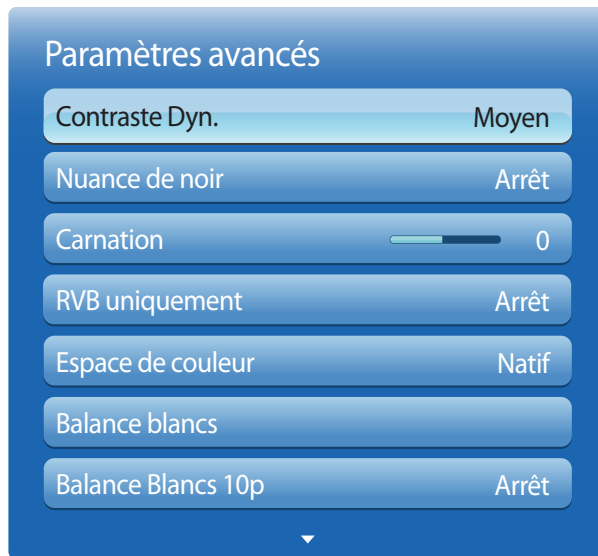 Paramètres avancés
Contraste Dyn. Moyen
Nuance de noir Arrêt
Carnation 0
RVB uniquement Arrêt
Espace de couleur Natif
Balance blancs
Balance Blancs 10p Arrêt